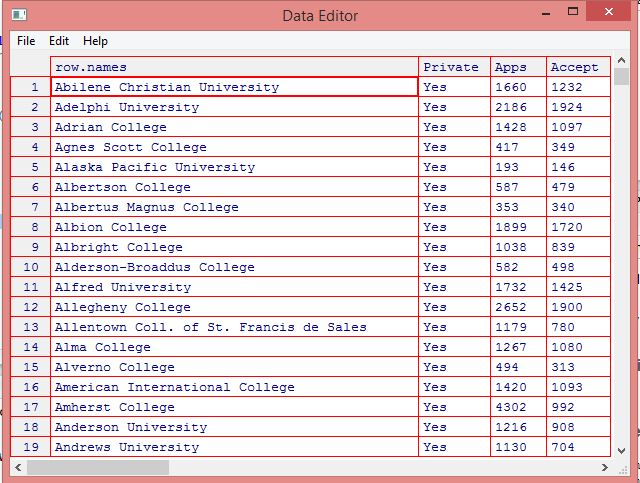 Data Editor
File Edit Help
row.names Private Apps Accept
1 Abilene Christian University Yes 1660 1232
2 Adelphi University Yes 2186 1924
3 Adrian College Yes 1428 1097
4 Agnes Scott College Yes 417 349
5 Alaska Pacific University Yes 193 146
6 Albertson College Yes 587 479
7 Albertus Magnus College Yes 353 340
8 Albion College Yes 1899 1720
9 Albright College Yes 1038 839
10 Alderson-Broaddus College Yes 582 498
11 Alfred University Yes 1732 1425
12 Allegheny College Yes 2652 1900
13 Allentown Coll. of St. Francis de Sales Yes 1179 780
14 Alma College Yes 1267 1080
15 Alverno College Yes 494 313
16 American International College Yes 1420 1093
17 Amherst College Yes 4302 992
18 Anderson University Yes 1216 908
19 Andrews University Yes 1130 704